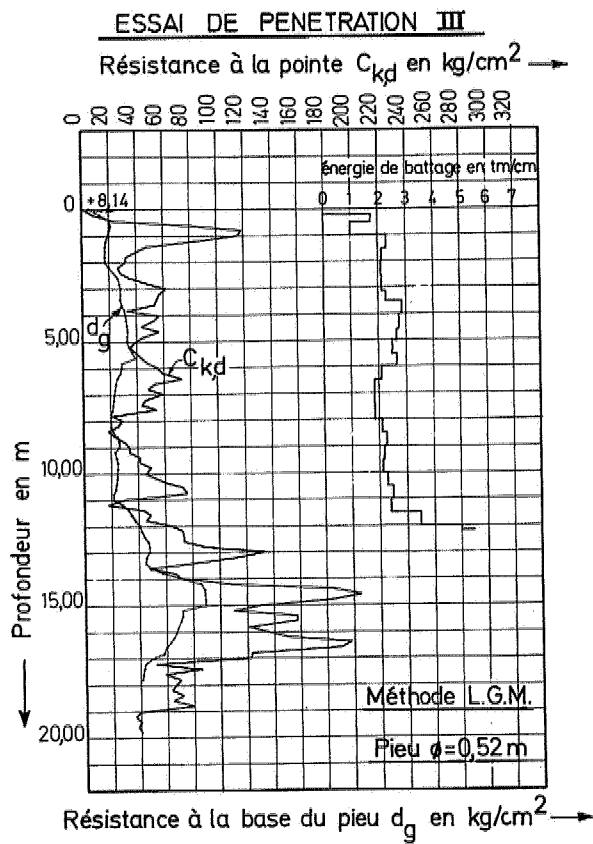 ESSAI DE PENETRATION III
Résistance à la pointe Ck,d en kg/cm²
0 20 40 60 80 100 120 140 160 180 200 220 240 260 280 300 320
énergie de battage en tm/cm
0 1 2 3 4 5 6 7
0
+8,14
dg
5,00
Ck,d
10,00
15,00
20,00
Profondeur en m
Méthode L.G.M.
Pieu ϕ=0,52m
Résistance à la base du pieu dg en kg/cm²